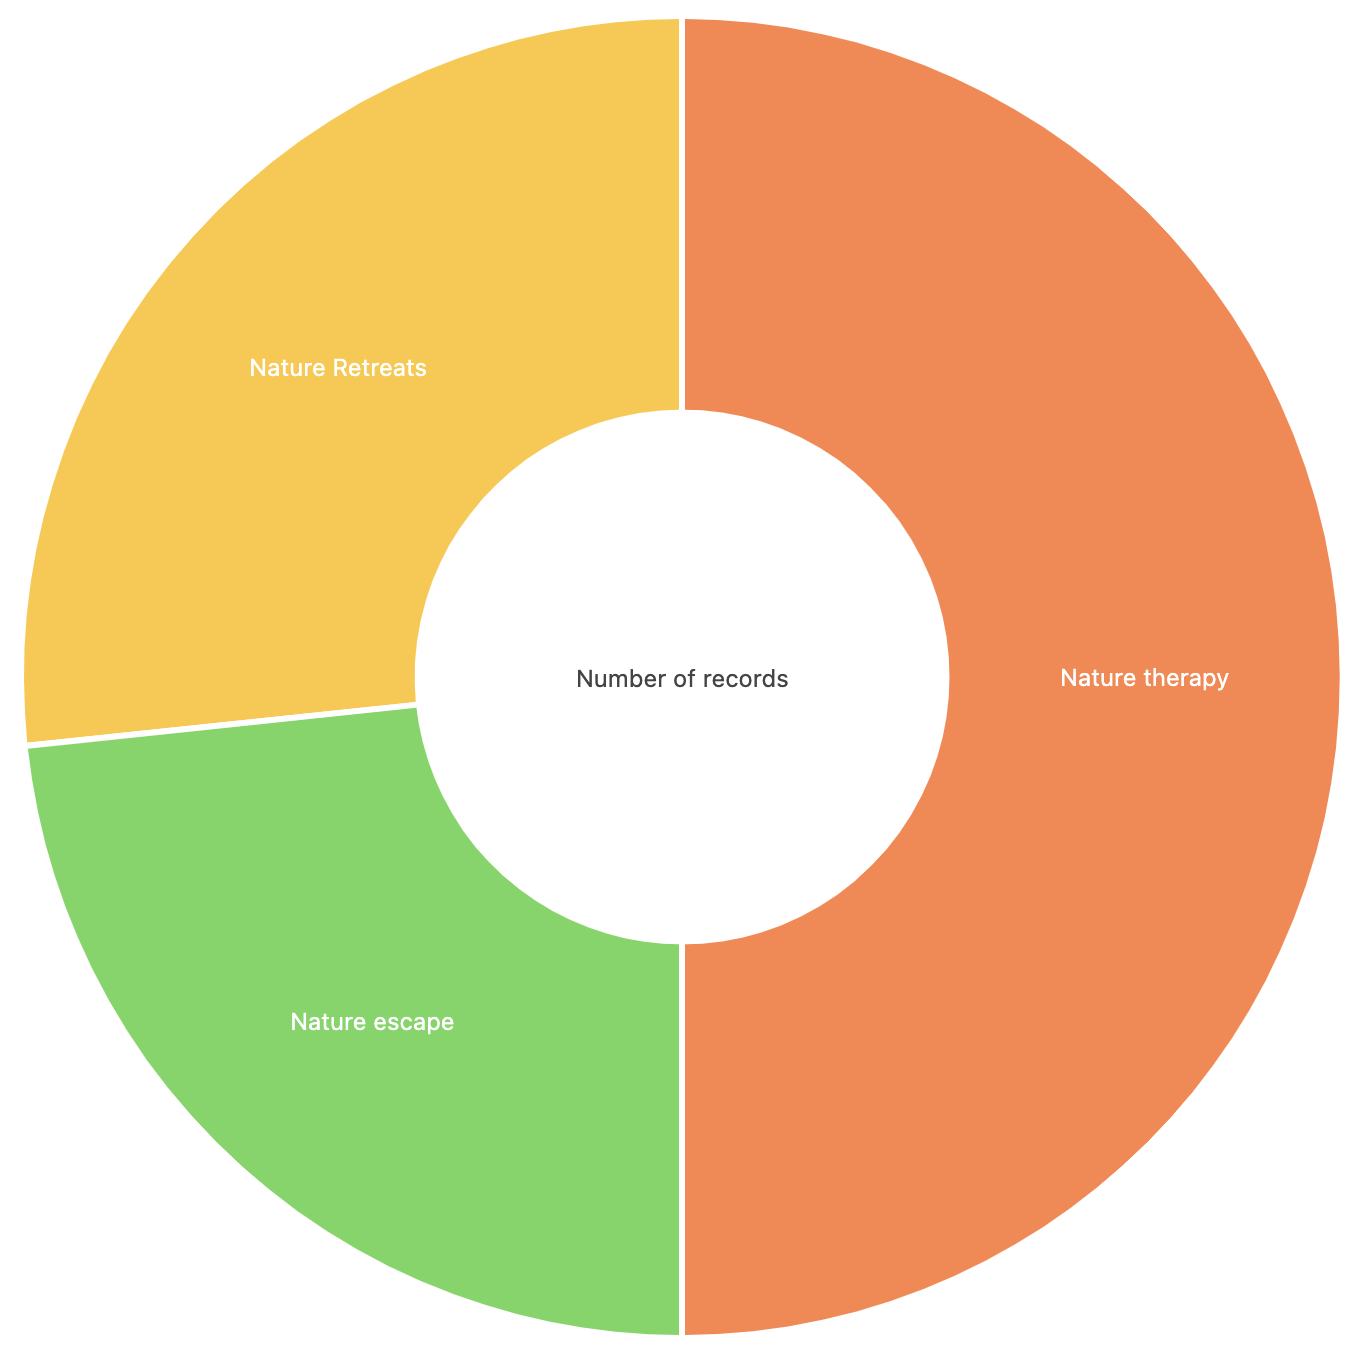 Nature Retreats
Number of records
Nature therapy
Nature escape